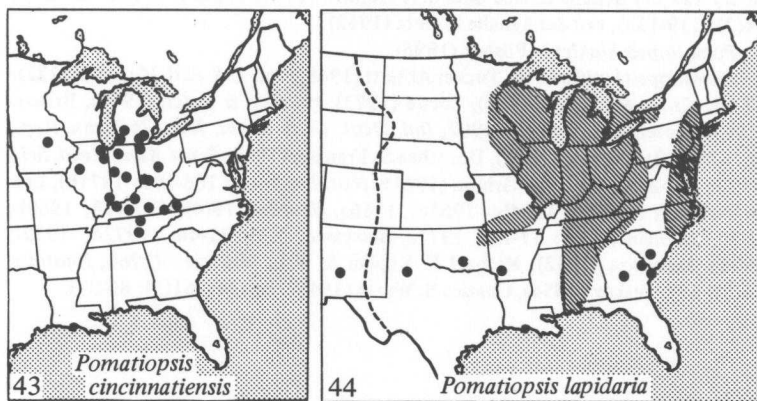 Pomatiopsis
cincinnatiensis
43
44
Pomatiopsis lapidaria